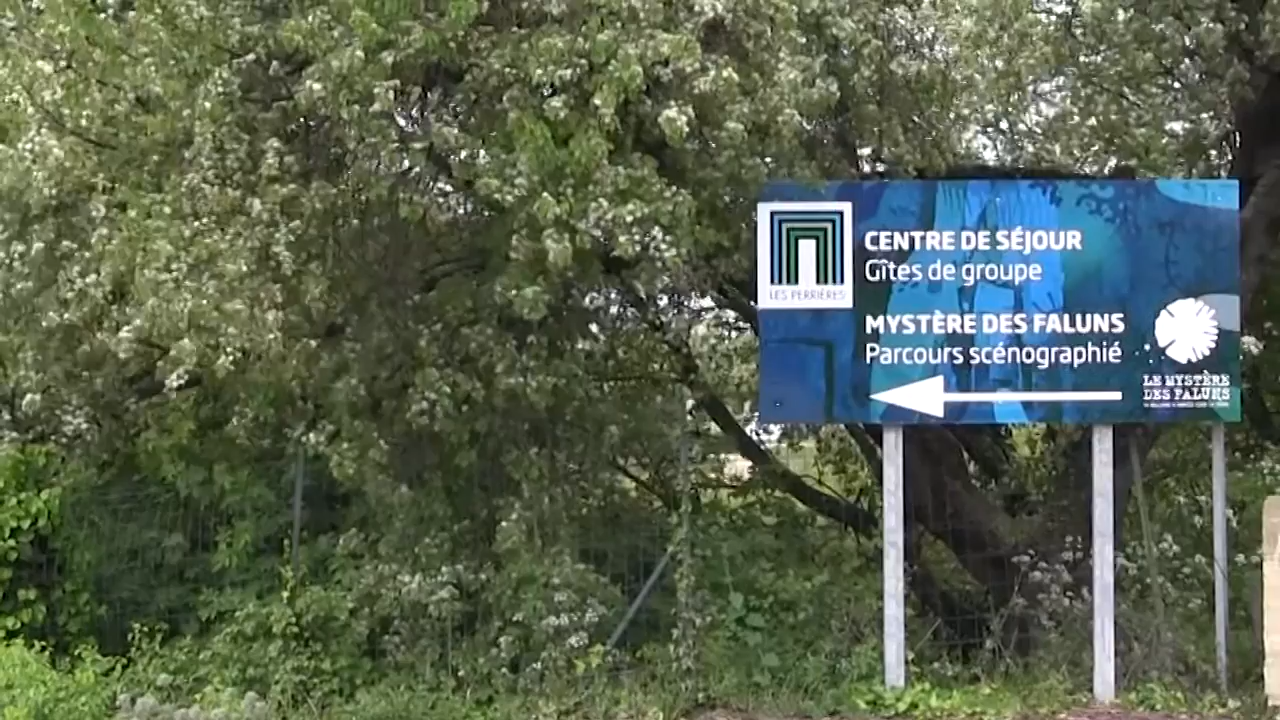 LES PERRIÈRES
CENTRE DE SÉJOUR
Gîtes de groupe
MYSTÈRE DES FALUNS
Parcours scénographié
LE MYSTÈRE
DES FALUNS